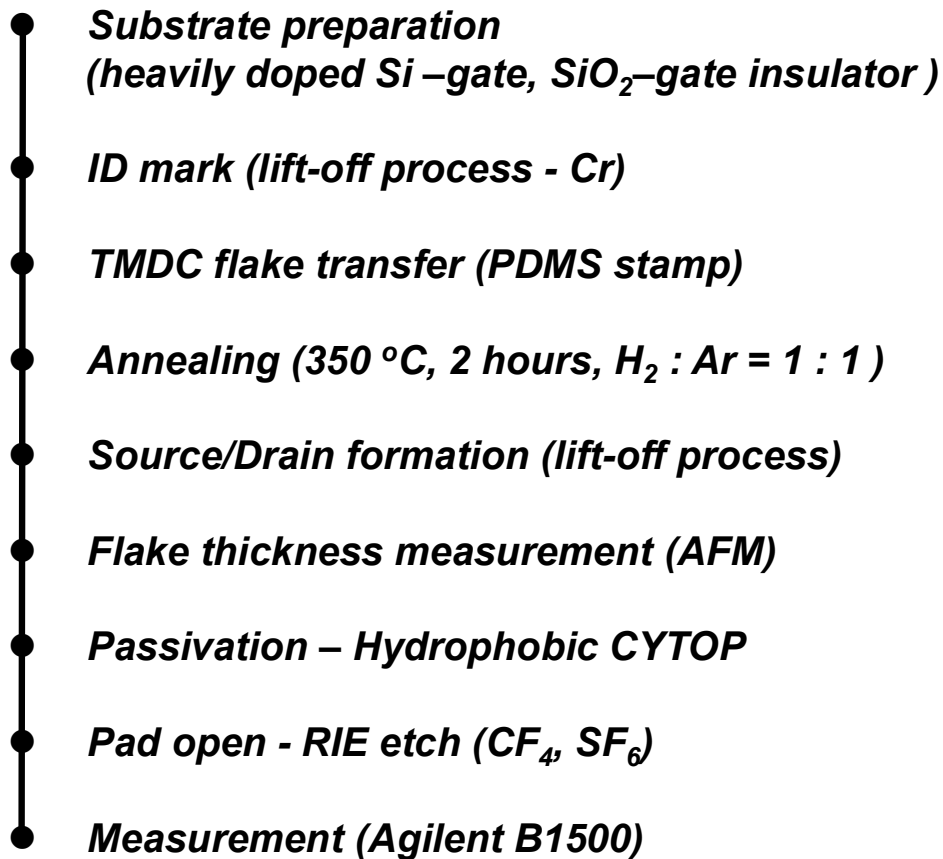 Substrate preparation
(heavily doped Si –gate, SiO₂–gate insulator )
ID mark (lift-off process - Cr)
TMDC flake transfer (PDMS stamp)
Annealing (350 ᵒC, 2 hours, H₂ : Ar = 1 : 1 )
Source/Drain formation (lift-off process)
Flake thickness measurement (AFM)
Passivation – Hydrophobic CYTOP
Pad open - RIE etch (CF₄, SF₆)
Measurement (Agilent B1500)